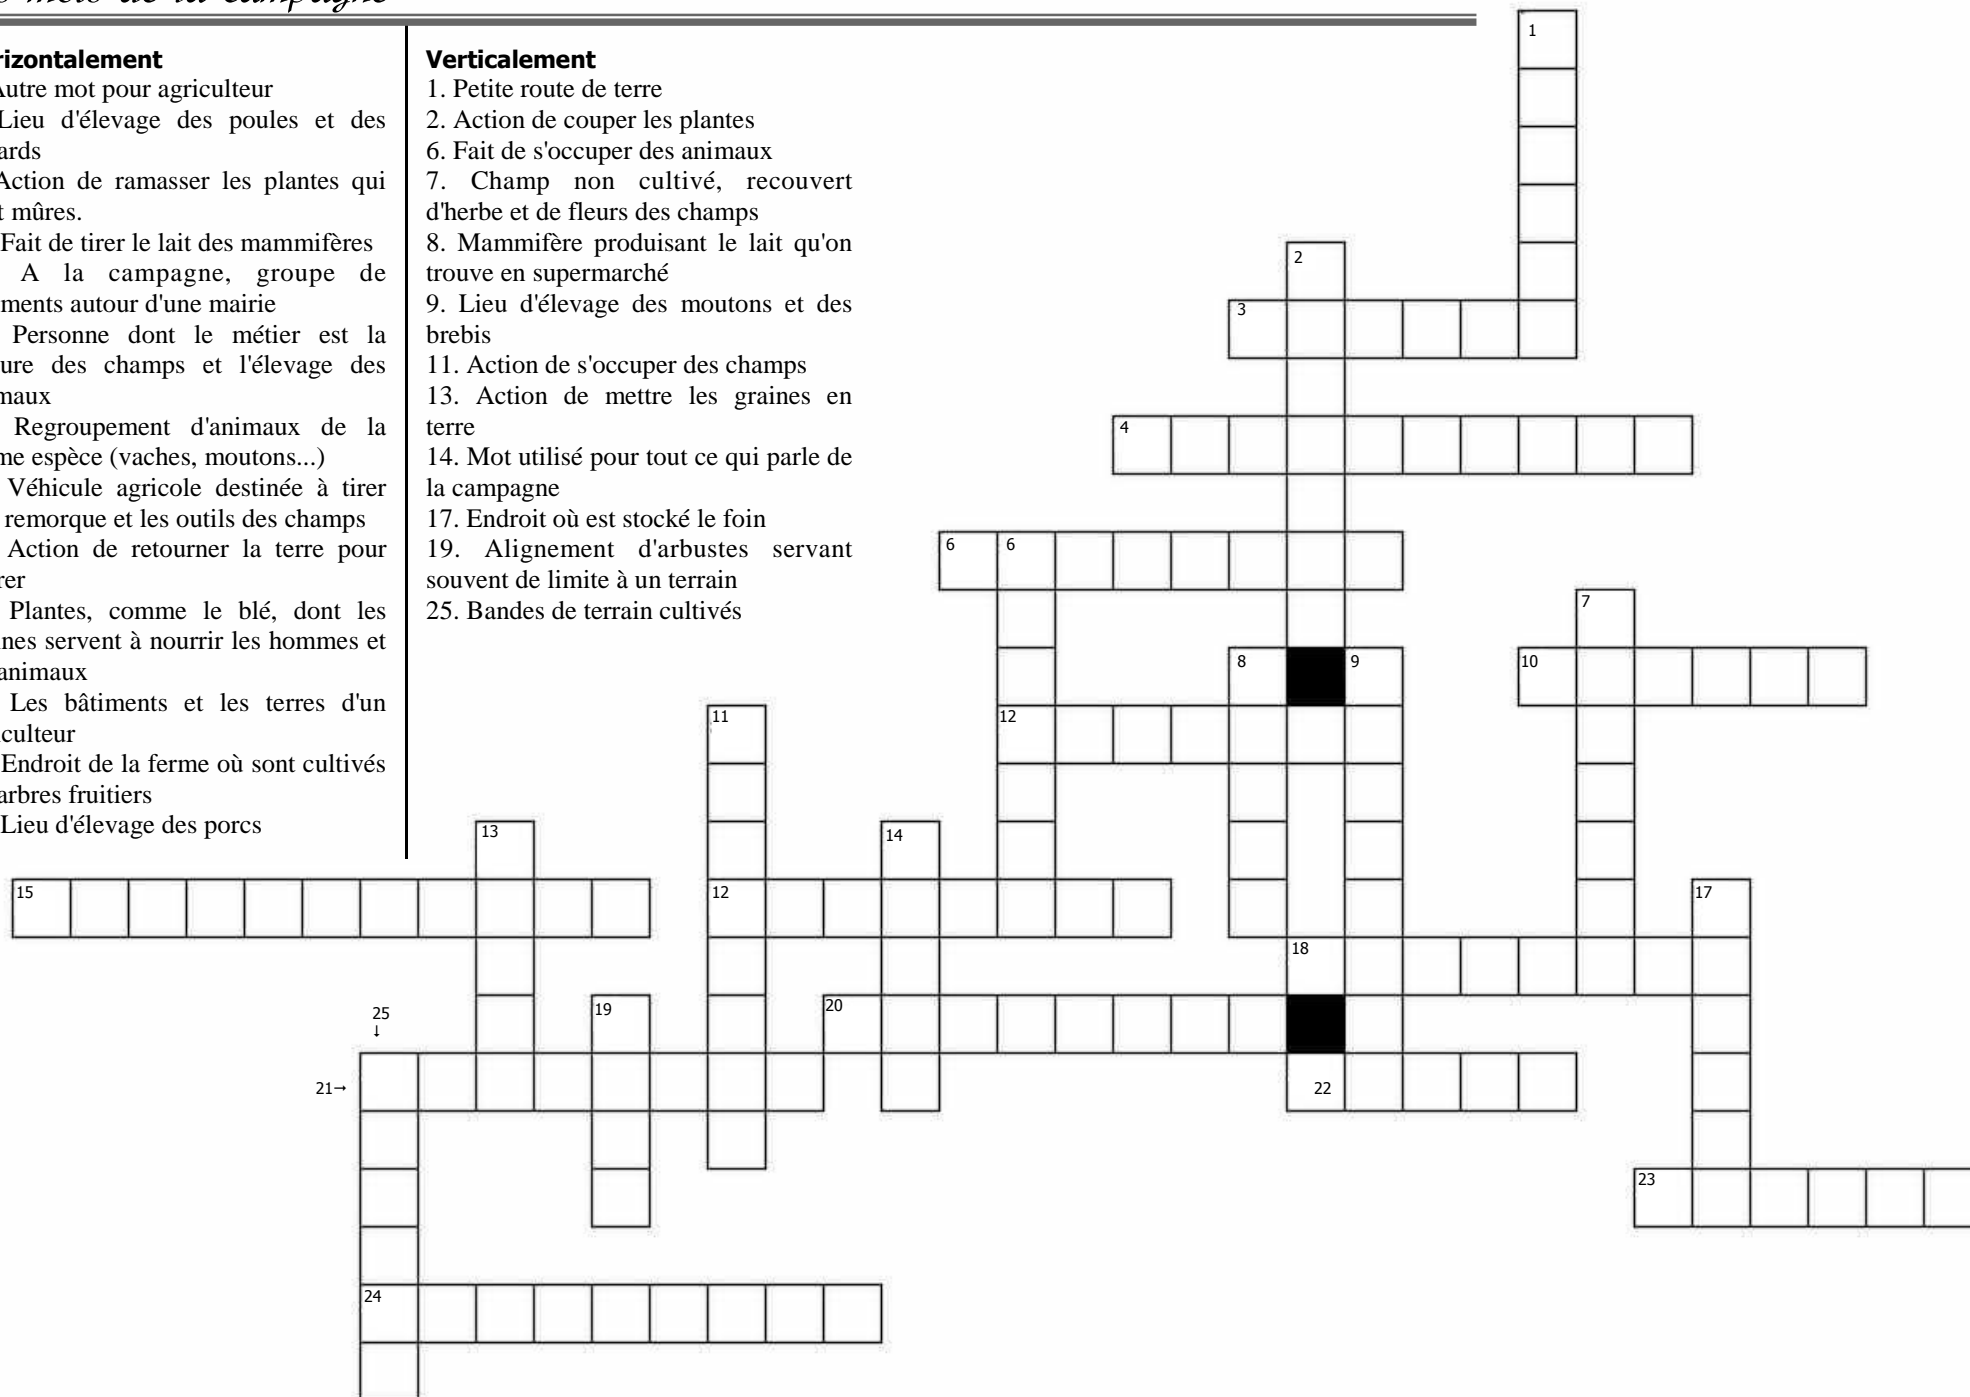 mots de la campagne
rizontalement
Autre mot pour agriculteur
Lieu d'élevage des poules et des
ards
Action de ramasser les plantes qui
t mûres.
Fait de tirer le lait des mammifères
A la campagne, groupe de
ments autour d'une mairie
Personne dont le métier est la
ure des champs et l'élevage des
maux
Regroupement d'animaux de la
me espèce (vaches, moutons...)
Véhicule agricole destinée à tirer
remorque et les outils des champs
Action de retourner la terre pour
rer
Plantes, comme le blé, dont les
ines servent à nourrir les hommes et
animaux
Les bâtiments et les terres d'un
culteur
Endroit de la ferme où sont cultivés
arbres fruitiers
Lieu d'élevage des porcs
Verticalement
1. Petite route de terre
2. Action de couper les plantes
6. Fait de s'occuper des animaux
7. Champ non cultivé, recouvert
d'herbe et de fleurs des champs
8. Mammifère produisant le lait qu'on
trouve en supermarché
9. Lieu d'élevage des moutons et des
brebis
11. Action de s'occuper des champs
13. Action de mettre les graines en
terre
14. Mot utilisé pour tout ce qui parle de
la campagne
17. Endroit où est stocké le foin
19. Alignement d'arbustes servant
souvent de limite à un terrain
25. Bandes de terrain cultivés
1
2
3
4
6 6
7
8 9 10
11 12
13 14
15 12 17
18
25 19 20
↓
21→ 22
23
24